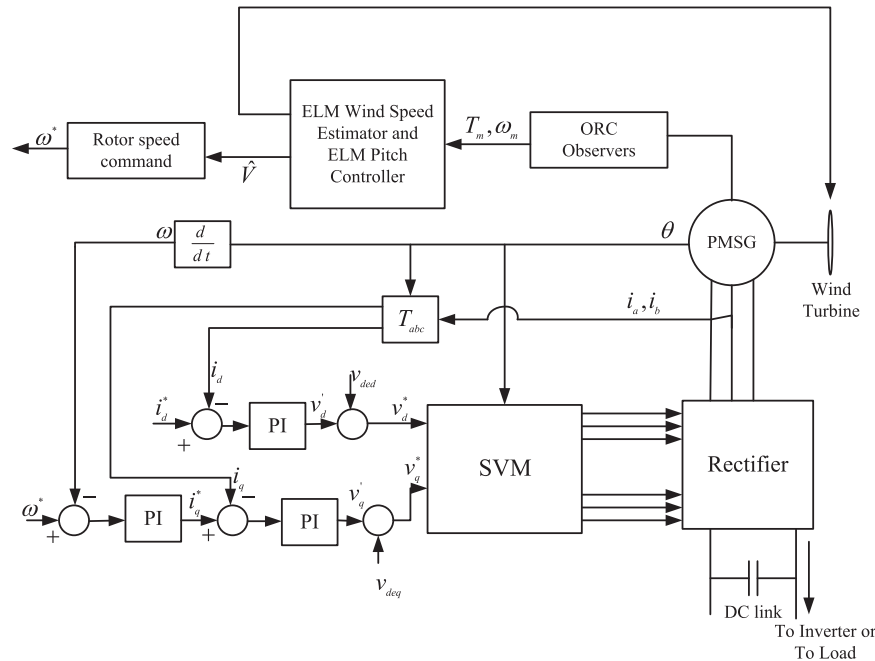 ELM Wind Speed
Estimator and
ELM Pitch
Controller
ω*
Rotor speed
command
V̂
T_m, ω_m
ORC
Observers
ω
d/dt
θ
PMSG
Wind
Turbine
T_abc
i_a, i_b
i_d
−
v_ded
i_d*
+
PI
v_d'
v_d*
SVM
Rectifier
i_q
−
v_q*
ω*
−
+
PI
i_q*
+
PI
v_q'
v_deq
DC link
To Inverter or
To Load